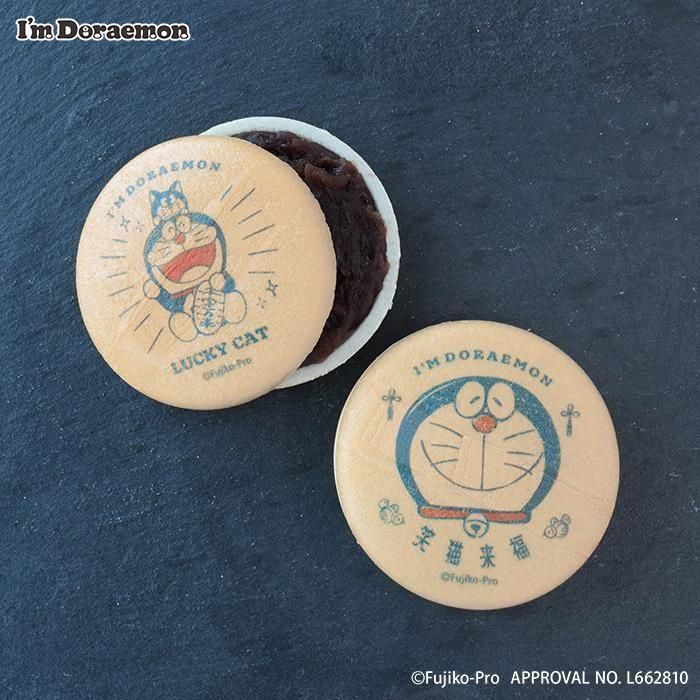 I'm Doraemon
I'M DORAEMON
LUCKY CAT
©Fujiko-Pro
I'M DORAEMON
笑猫来福
©Fujiko-Pro
©Fujiko-Pro APPROVAL NO. L662810